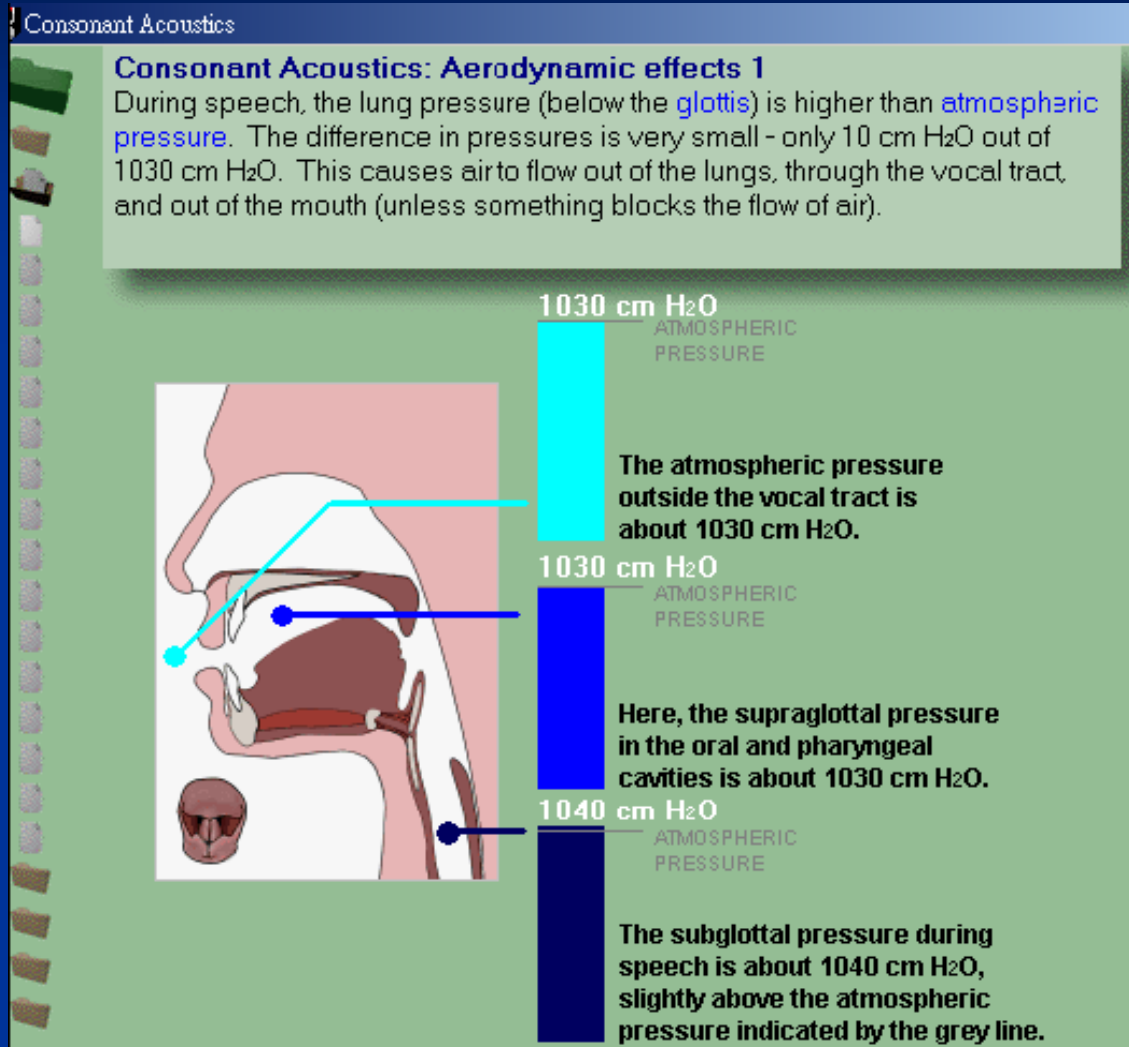 Consonant Acoustics
Consonant Acoustics: Aerodynamic effects 1
During speech, the lung pressure (below the glottis) is higher than atmospheric
pressure. The difference in pressures is very small - only 10 cm H₂O out of
1030 cm H₂O. This causes air to flow out of the lungs, through the vocal tract,
and out of the mouth (unless something blocks the flow of air).
1030 cm H₂O
ATMOSPHERIC
PRESSURE
The atmospheric pressure
outside the vocal tract is
about 1030 cm H₂O.
1030 cm H₂O
ATMOSPHERIC
PRESSURE
Here, the supraglottal pressure
in the oral and pharyngeal
cavities is about 1030 cm H₂O.
1040 cm H₂O
ATMOSPHERIC
PRESSURE
The subglottal pressure during
speech is about 1040 cm H₂O,
slightly above the atmospheric
pressure indicated by the grey line.